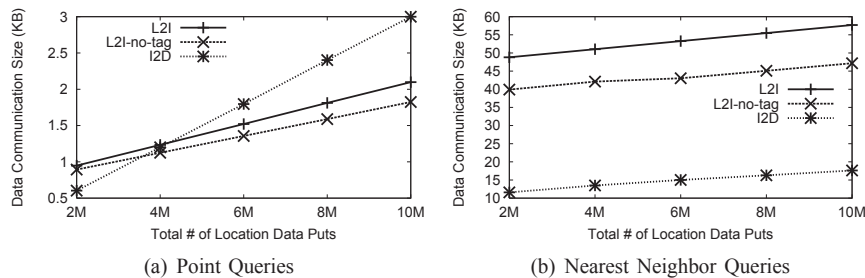 Data Communication Size (KB)
3
2.5
2
1.5
1
0.5
L2I
L2I-no-tag
I2D
2M
4M
6M
8M
10M
Total # of Location Data Puts
(a) Point Queries
Data Communication Size (KB)
60
55
50
45
40
35
30
25
20
15
10
L2I
L2I-no-tag
I2D
2M
4M
6M
8M
10M
Total # of Location Data Puts
(b) Nearest Neighbor Queries